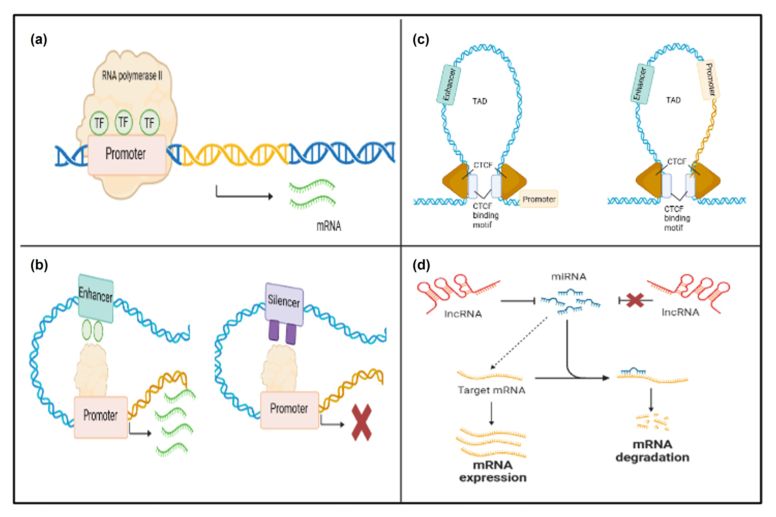 (a)
RNA polymerase II
TF TF TF
Promoter
mRNA
(b)
Enhancer
Promoter
Silencer
Promoter
(c)
Enhancer
TAD
CTCF
CTCF
binding
motif
Promoter
Enhancer
Promoter
TAD
CTCF
CTCF
binding
motif
(d)
miRNA
lncRNA
lncRNA
Target mRNA
mRNA
expression
mRNA
degradation